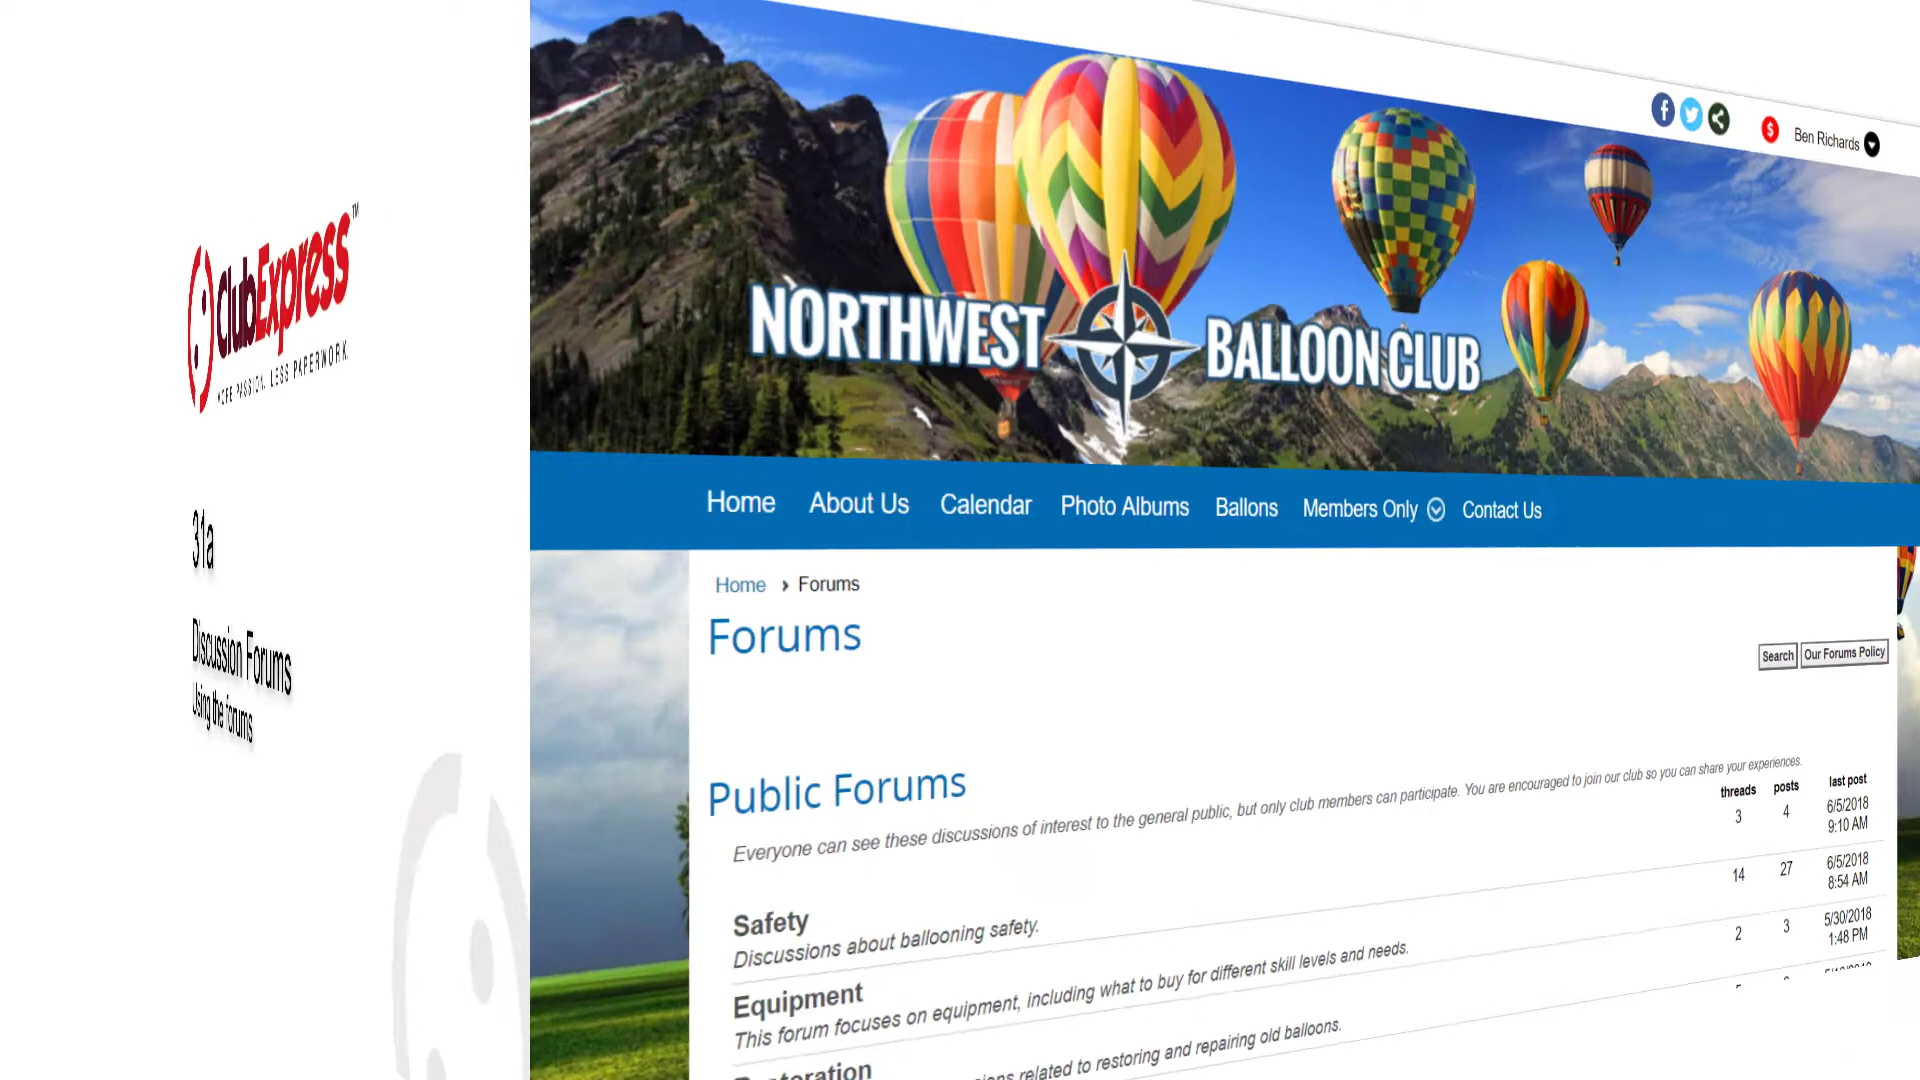 ClubExpress™
MORE PASSION. LESS PAPERWORK.
31a
Discussion Forums
Using the forums
Ben Richards
NORTHWEST BALLOON CLUB
Home About Us Calendar Photo Albums Ballons Members Only Contact Us
Home › Forums
Forums
Search Our Forums Policy
Public Forums
Everyone can see these discussions of interest to the general public, but only club members can participate. You are encouraged to join our club so you can share your experiences.
threads posts last post
Safety
Discussions about ballooning safety.
3 4 6/5/2018
9:10 AM
Equipment
This forum focuses on equipment, including what to buy for different skill levels and needs.
14 27 6/5/2018
8:54 AM
related to restoring and repairing old balloons.
2 3 5/30/2018
1:48 PM